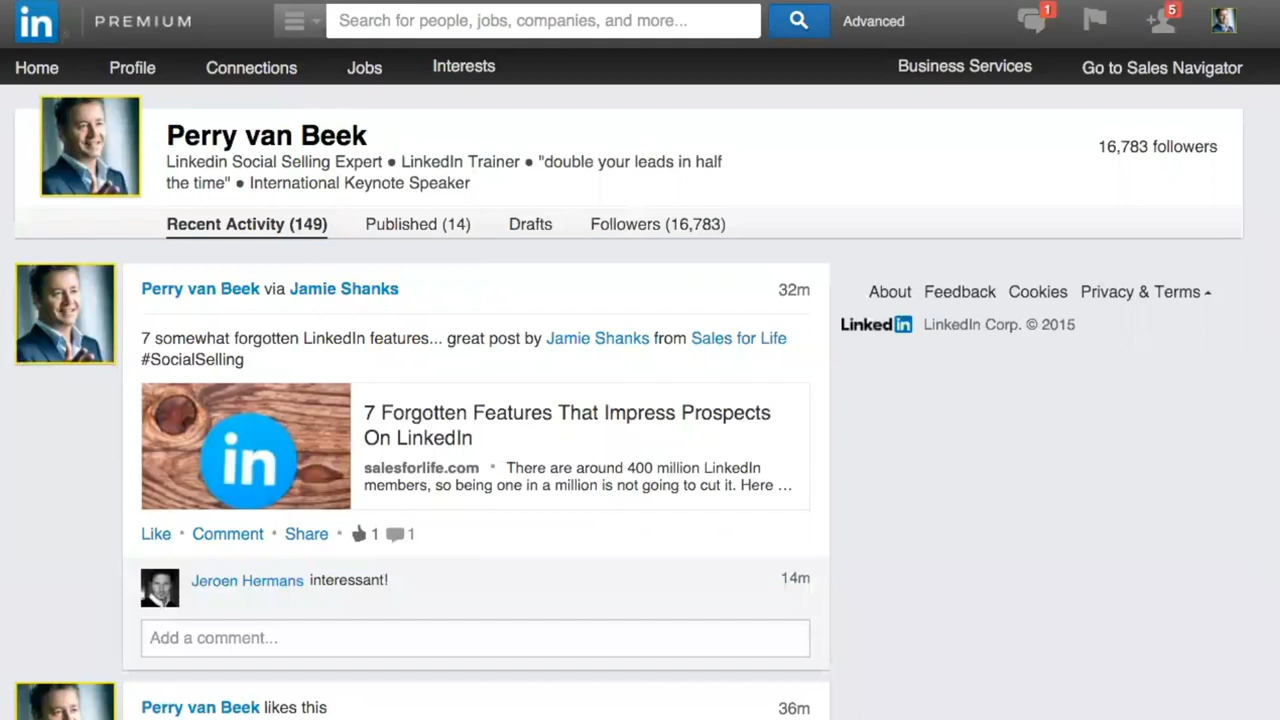 in PREMIUM
Search for people, jobs, companies, and more...
Advanced
1
5
Home Profile Connections Jobs Interests Business Services Go to Sales Navigator
Perry van Beek
16,783 followers
Linkedin Social Selling Expert ● LinkedIn Trainer ● "double your leads in half
the time" ● International Keynote Speaker
Recent Activity (149) Published (14) Drafts Followers (16,783)
Perry van Beek via Jamie Shanks
32m
7 somewhat forgotten LinkedIn features... great post by Jamie Shanks from Sales for Life
#SocialSelling
in
7 Forgotten Features That Impress Prospects
On LinkedIn
salesforlife.com • There are around 400 million LinkedIn
members, so being one in a million is not going to cut it. Here ...
Like • Comment • Share • 1 1
Jeroen Hermans interessant!
14m
Add a comment...
Perry van Beek likes this
36m
About Feedback Cookies Privacy & Terms
Linkedin LinkedIn Corp. © 2015